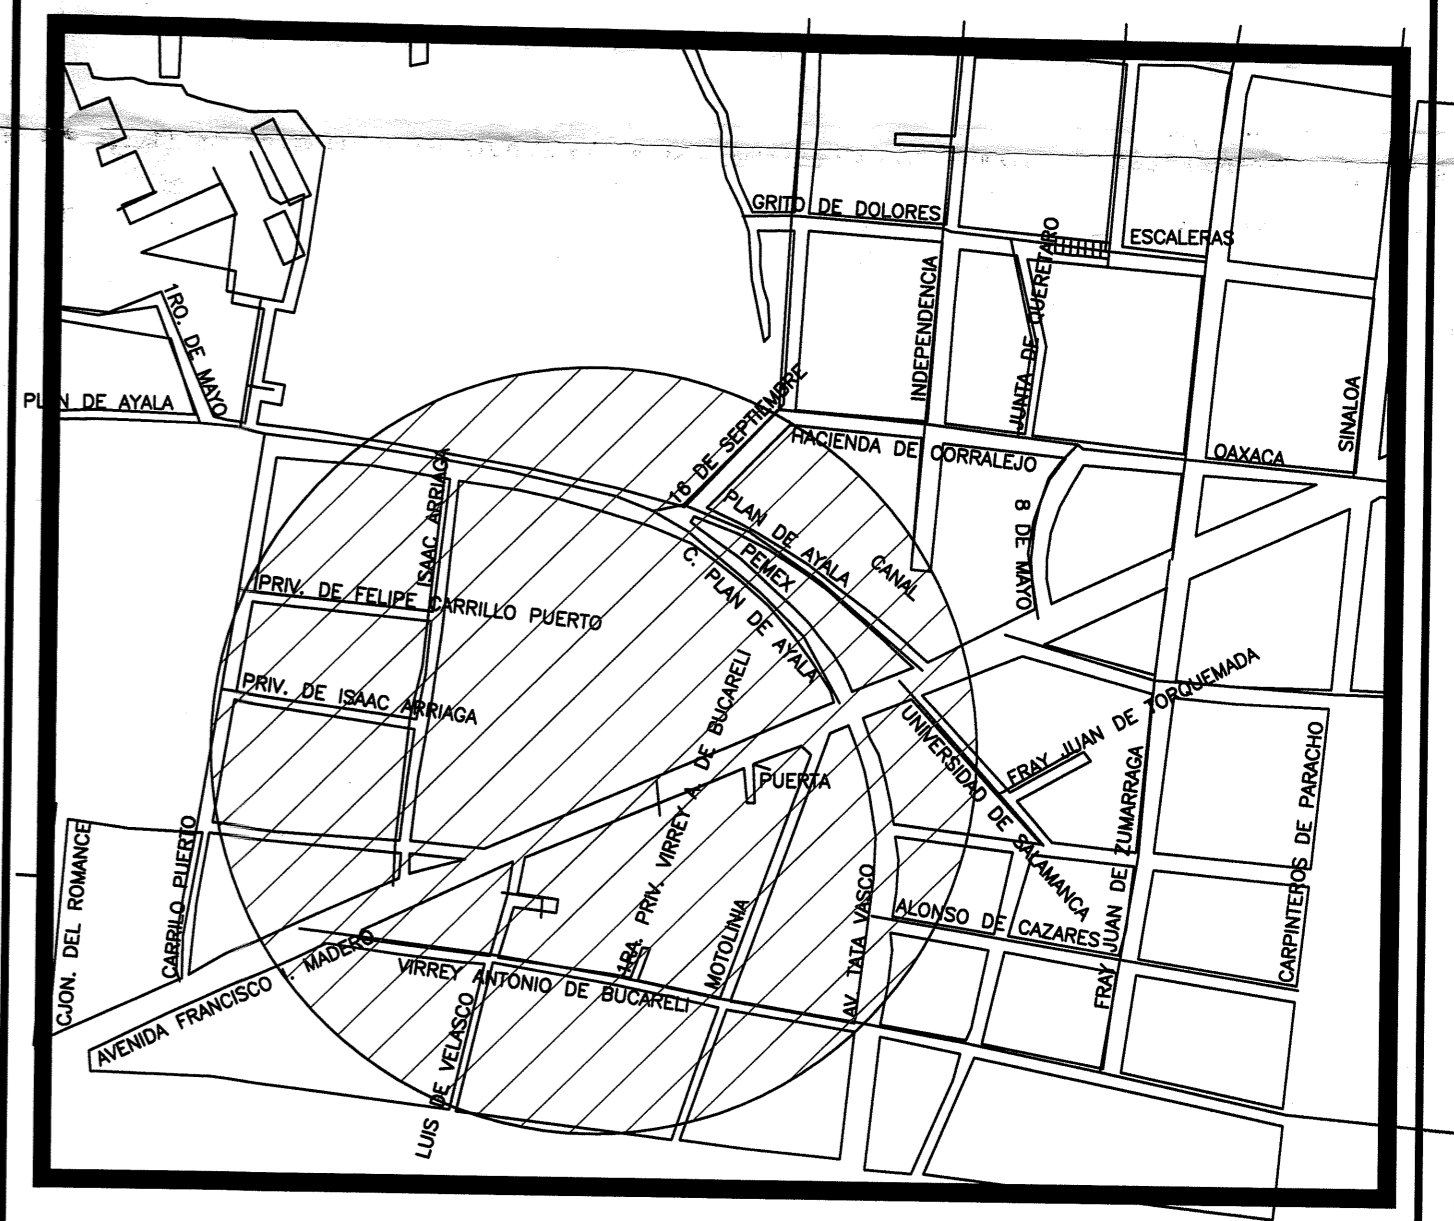 GRITO DE DOLORES
ESCALERAS
JUNTA DE QUERETARO
INDEPENDENCIA
1RO. DE MAYO
PLAN DE AYALA
16 DE SEPTIEMBRE
SINALOA
HACIENDA DE CORRALEJO
OAXACA
ISAAC ARRIAGA
PLAN DE AYALA
PEMEX
CANAL
8 DE MAYO
C. PLAN DE AYALA
PRIV. DE FELIPE CARRILLO PUERTO
PRIV. DE ISAAC ARRIAGA
1RA. PRIV. VIRREY A. DE BUCARELI
FRAY JUAN DE TORQUEMADA
UNIVERSIDAD DE SALAMANCA
PUERTA
FRAY JUAN DE ZUMARRAGA
CARPINTEROS DE PARACHO
CJON. DEL ROMANCE
CARRILO PUERTO
MOTOLINIA
AV. TATA VASCO
ALONSO DE CAZARES
AVENIDA FRANCISCO I. MADERO
VIRREY ANTONIO DE BUCARELI
LUIS DE VELASCO